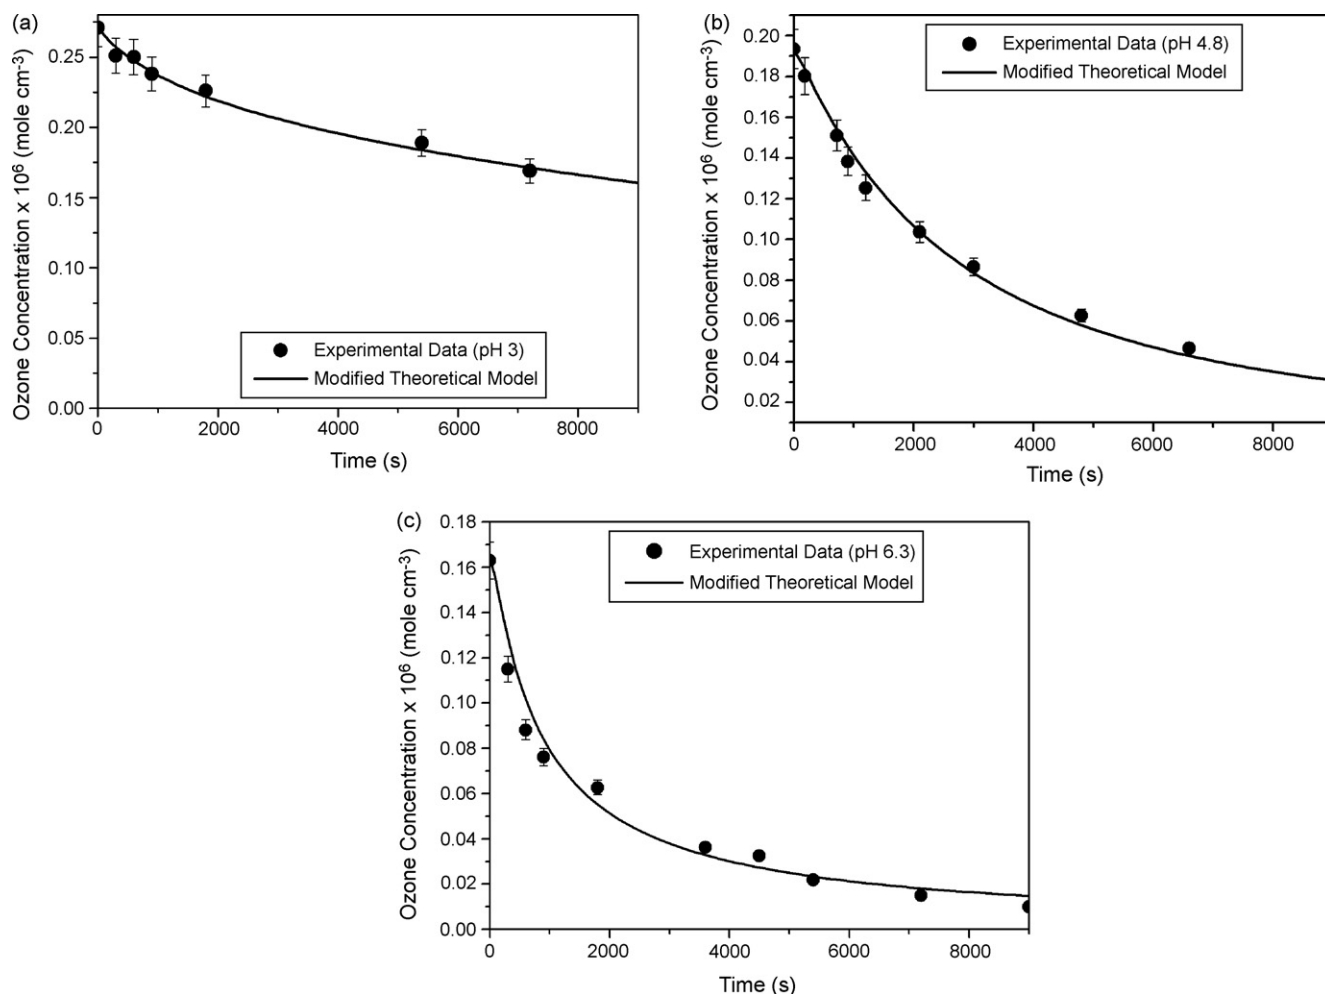 (a)
Ozone Concentration x 10⁶ (mole cm⁻³)
0.25
0.20
0.15
0.10
0.05
0.00
Experimental Data (pH 3)
Modified Theoretical Model
0 2000 4000 6000 8000
Time (s)
(b)
Ozone Concentration x 10⁶ (mole cm⁻³)
0.20
0.18
0.16
0.14
0.12
0.10
0.08
0.06
0.04
0.02
Experimental Data (pH 4.8)
Modified Theoretical Model
0 2000 4000 6000 8000
Time (s)
(c)
Ozone Concentration x 10⁶ (mole cm⁻³)
0.18
0.16
0.14
0.12
0.10
0.08
0.06
0.04
0.02
0.00
Experimental Data (pH 6.3)
Modified Theoretical Model
0 2000 4000 6000 8000
Time (s)